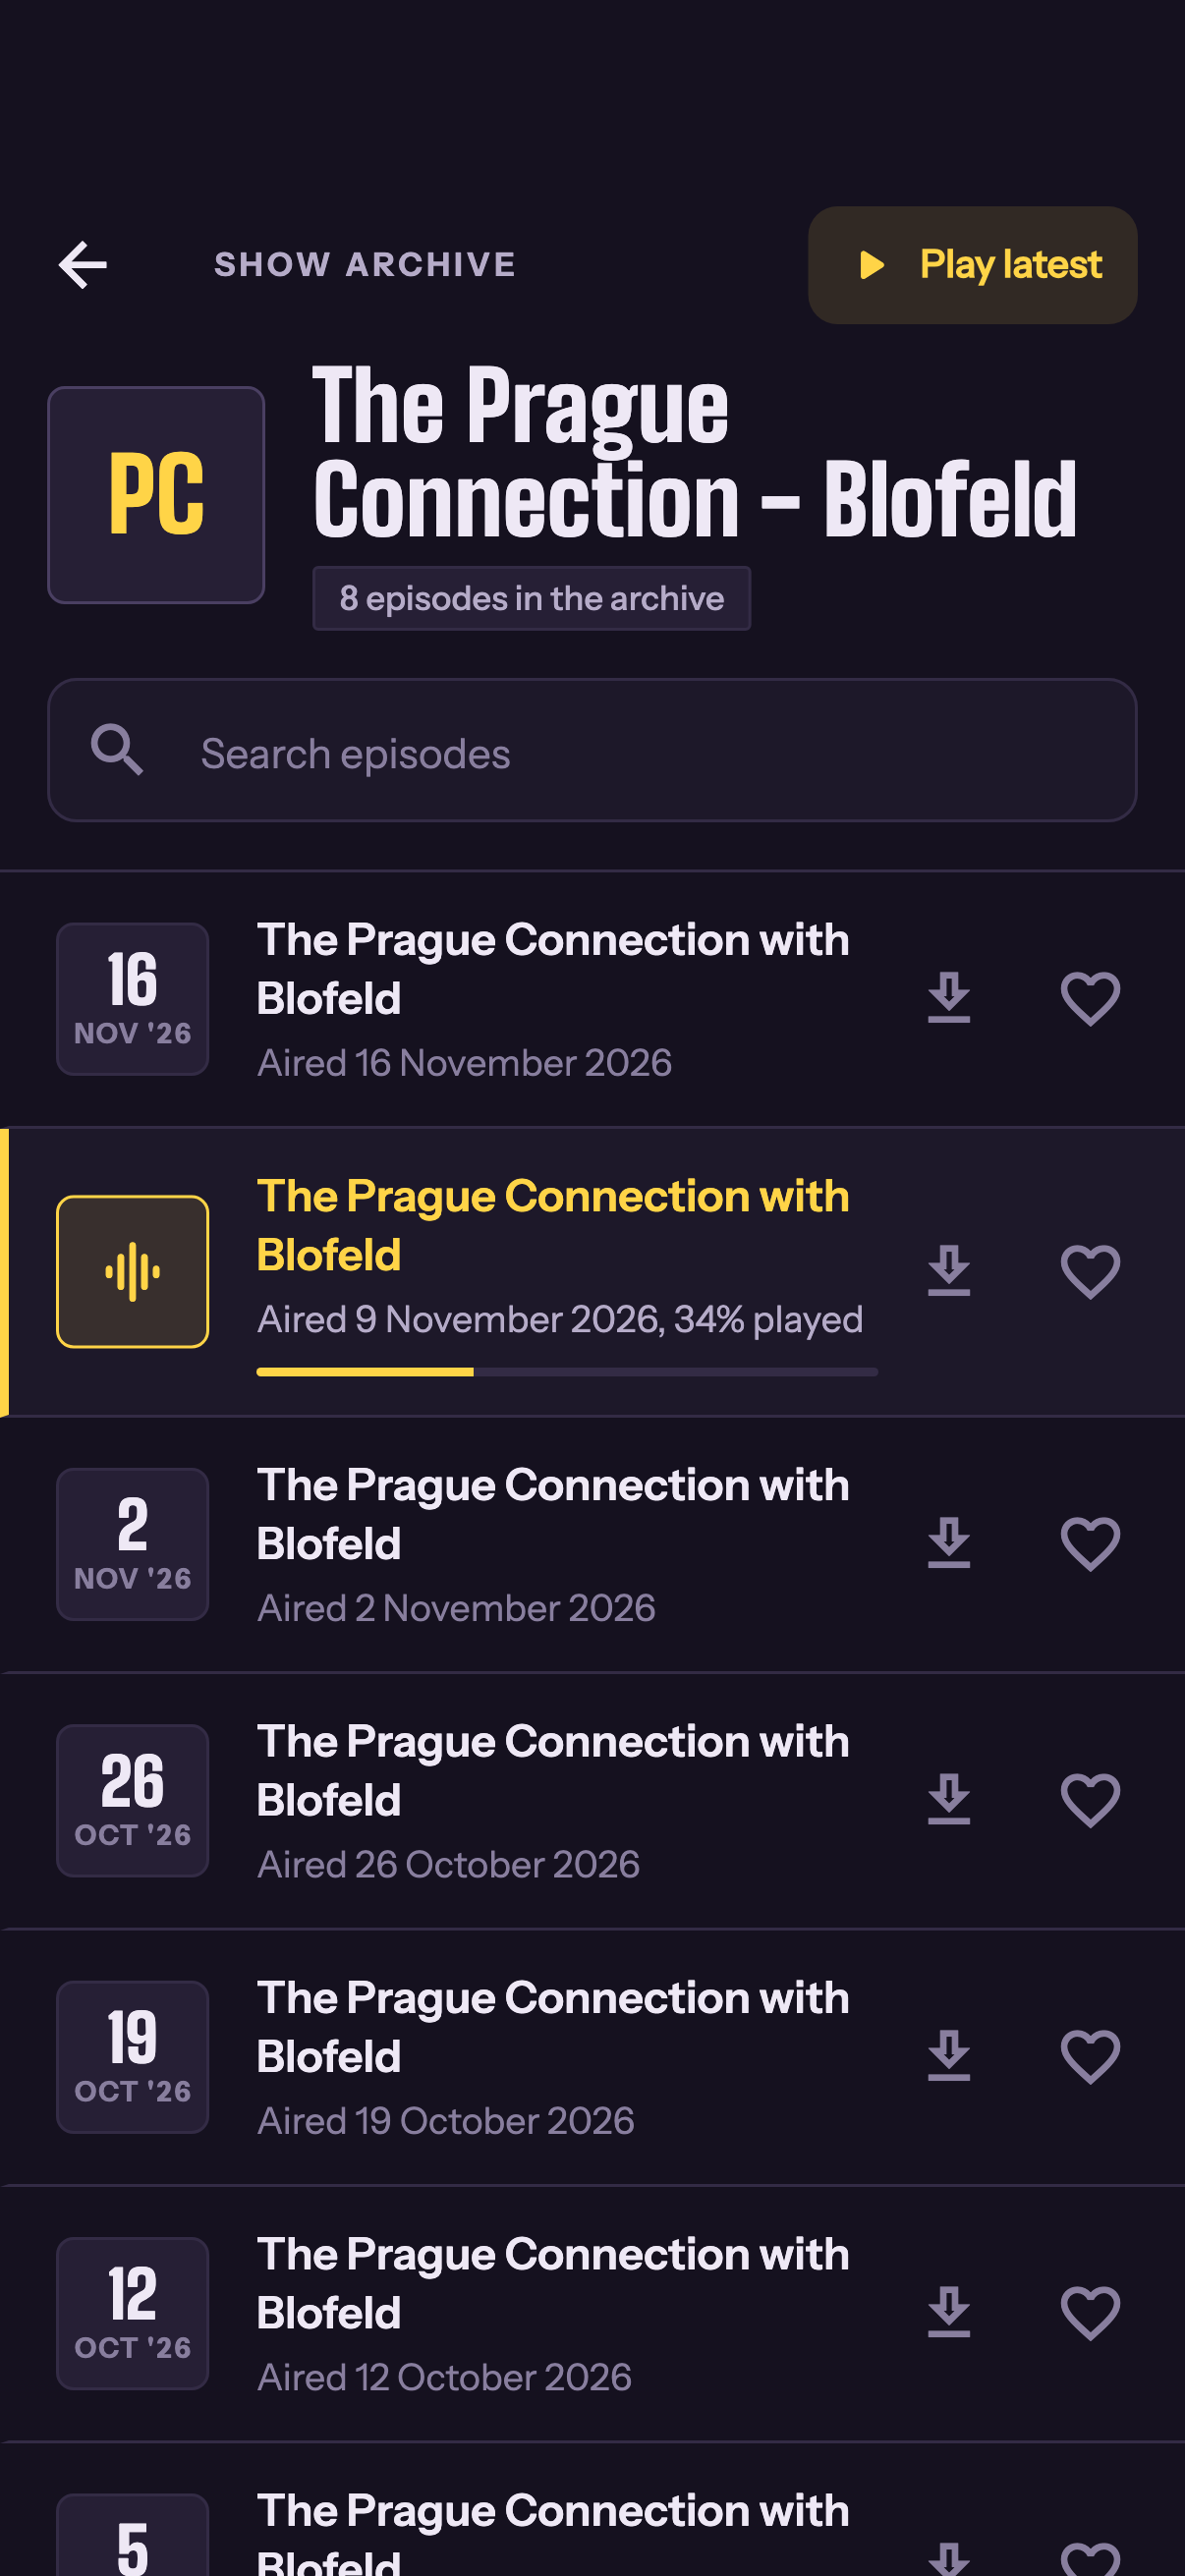 SHOW ARCHIVE
Play latest
PC
The Prague
Connection - Blofeld
8 episodes in the archive
Search episodes
16
NOV '26
The Prague Connection with
Blofeld
Aired 16 November 2026
The Prague Connection with
Blofeld
Aired 9 November 2026, 34% played
2
NOV '26
The Prague Connection with
Blofeld
Aired 2 November 2026
26
OCT '26
The Prague Connection with
Blofeld
Aired 26 October 2026
19
OCT '26
The Prague Connection with
Blofeld
Aired 19 October 2026
12
OCT '26
The Prague Connection with
Blofeld
Aired 12 October 2026
5
The Prague Connection with
Blofeld